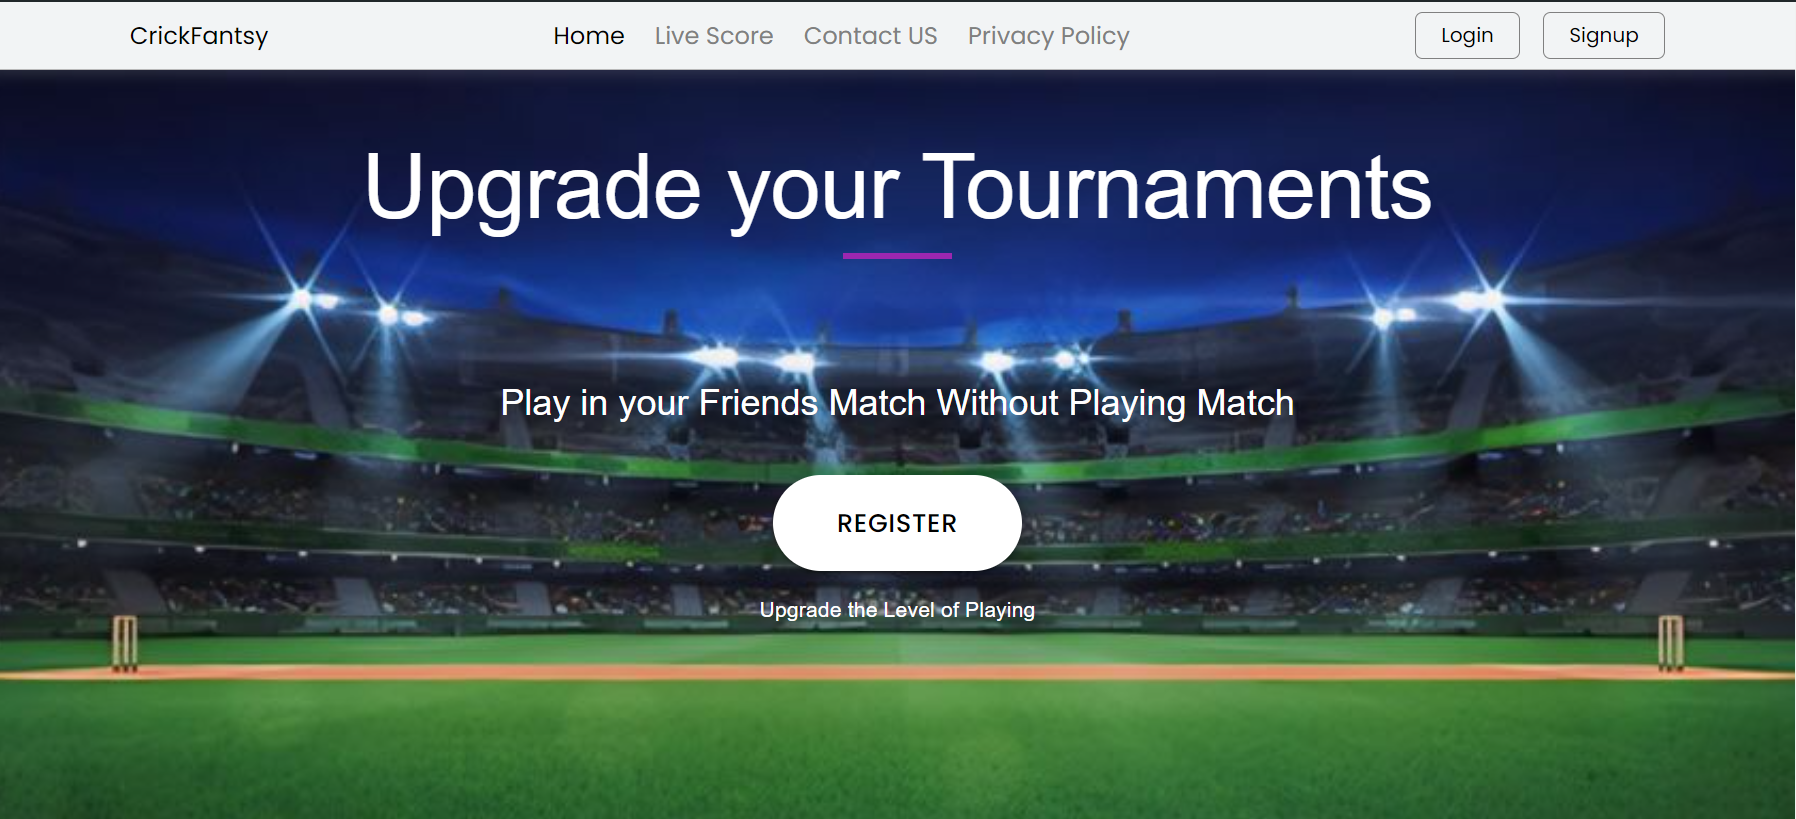 CrickFantsy
Home Live Score Contact US Privacy Policy
Login Signup
Upgrade your Tournaments
Play in your Friends Match Without Playing Match
REGISTER
Upgrade the Level of Playing